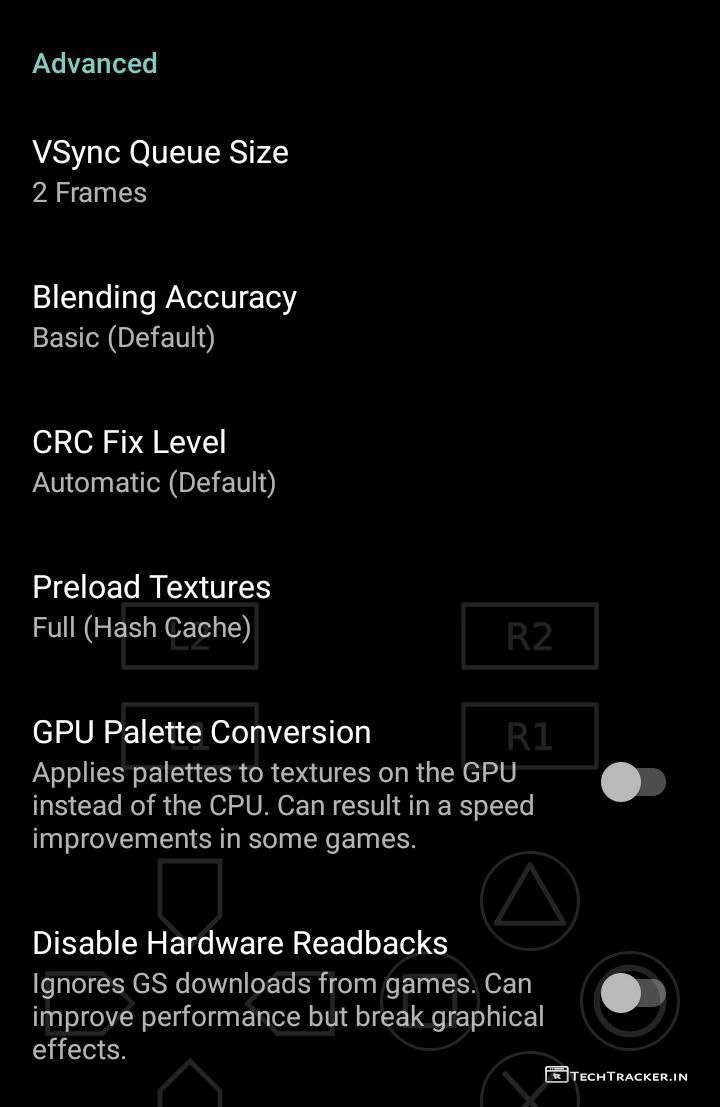 Advanced
VSync Queue Size
2 Frames
Blending Accuracy
Basic (Default)
CRC Fix Level
Automatic (Default)
Preload Textures
Full (Hash Cache)
L2
R2
GPU Palette Conversion
L1
R1
Applies palettes to textures on the GPU
instead of the CPU. Can result in a speed
improvements in some games.
Disable Hardware Readbacks
Ignores GS downloads from games. Can
improve performance but break graphical
effects.
TECHTRACKER.IN